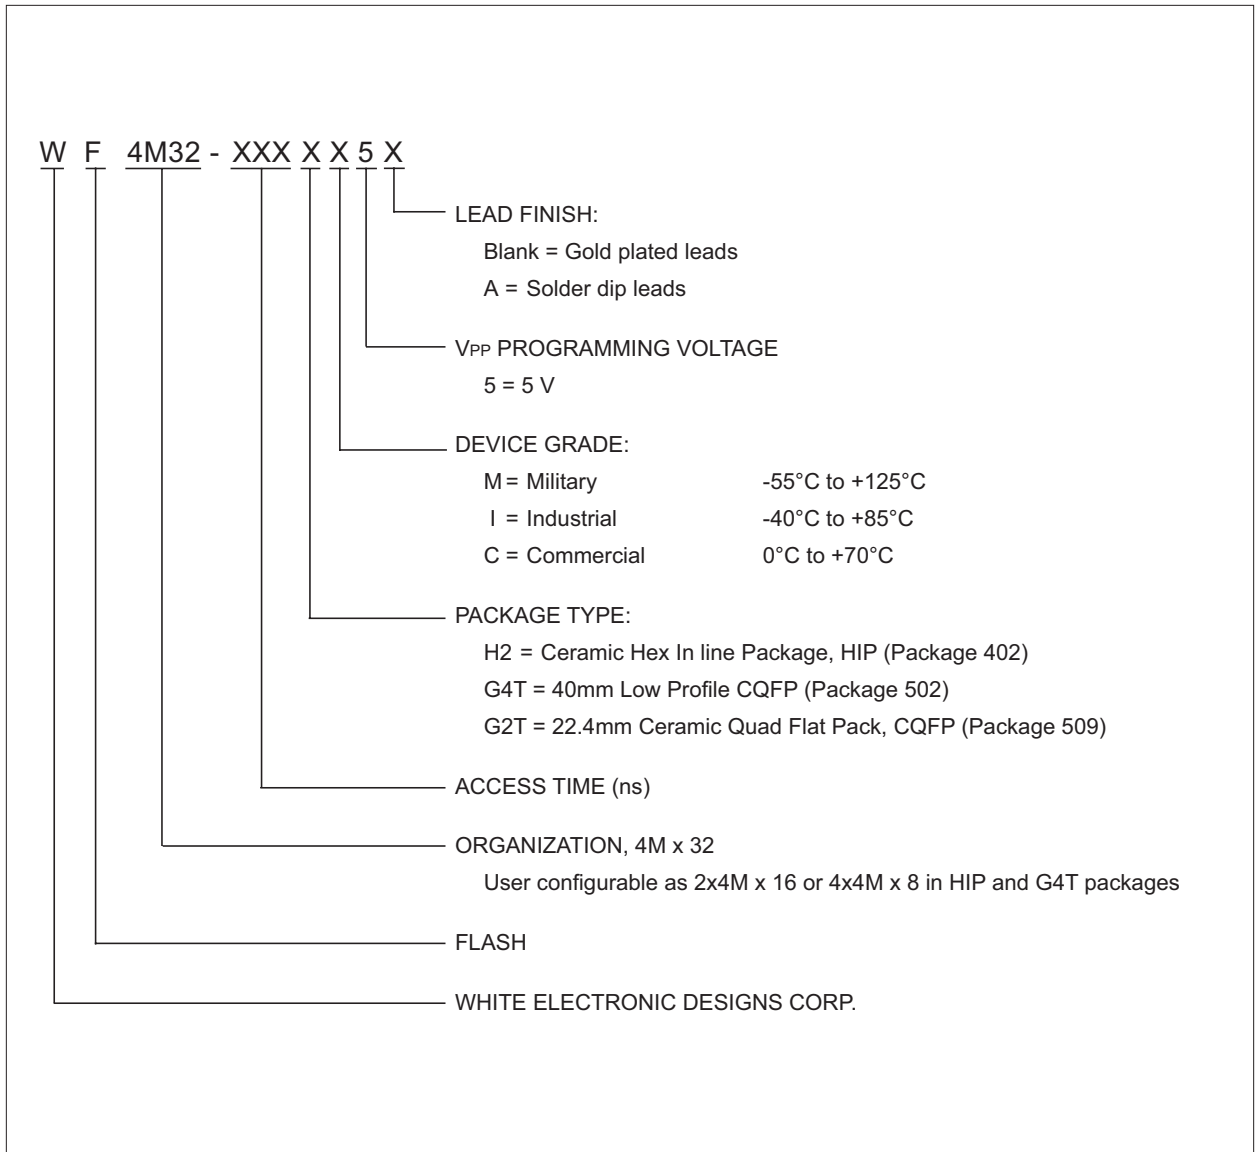 W F 4M32 - XXX X X 5 X
LEAD FINISH:
Blank = Gold plated leads
A = Solder dip leads
VPP PROGRAMMING VOLTAGE
5 = 5 V
DEVICE GRADE:
M = Military -55°C to +125°C
I = Industrial -40°C to +85°C
C = Commercial 0°C to +70°C
PACKAGE TYPE:
H2 = Ceramic Hex In line Package, HIP (Package 402)
G4T = 40mm Low Profile CQFP (Package 502)
G2T = 22.4mm Ceramic Quad Flat Pack, CQFP (Package 509)
ACCESS TIME (ns)
ORGANIZATION, 4M x 32
User configurable as 2x4M x 16 or 4x4M x 8 in HIP and G4T packages
FLASH
WHITE ELECTRONIC DESIGNS CORP.